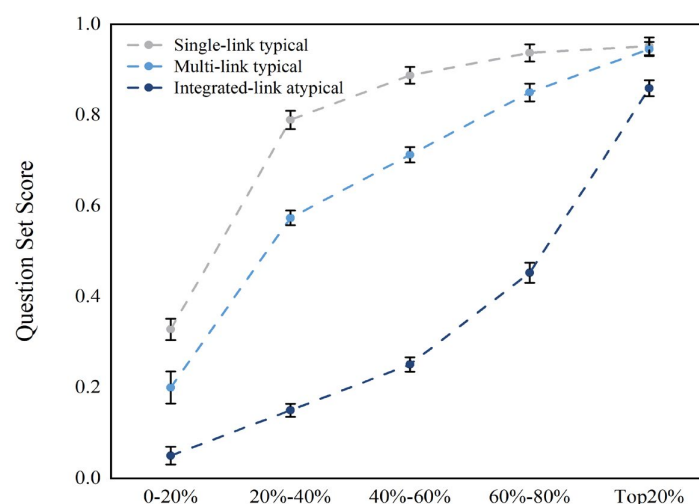 1.0
Single-link typical
Multi-link typical
Integrated-link atypical
0.8
0.6
0.4
0.2
0.0
Question Set Score
0-20% 20%-40% 40%-60% 60%-80% Top20%